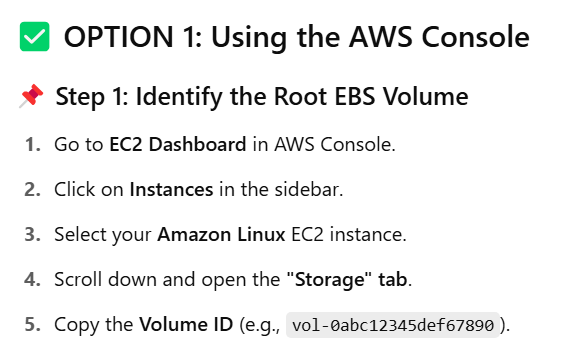 ✅ OPTION 1: Using the AWS Console
📌 Step 1: Identify the Root EBS Volume
1. Go to EC2 Dashboard in AWS Console.
2. Click on Instances in the sidebar.
3. Select your Amazon Linux EC2 instance.
4. Scroll down and open the "Storage" tab.
5. Copy the Volume ID (e.g., vol-0abc12345def67890).